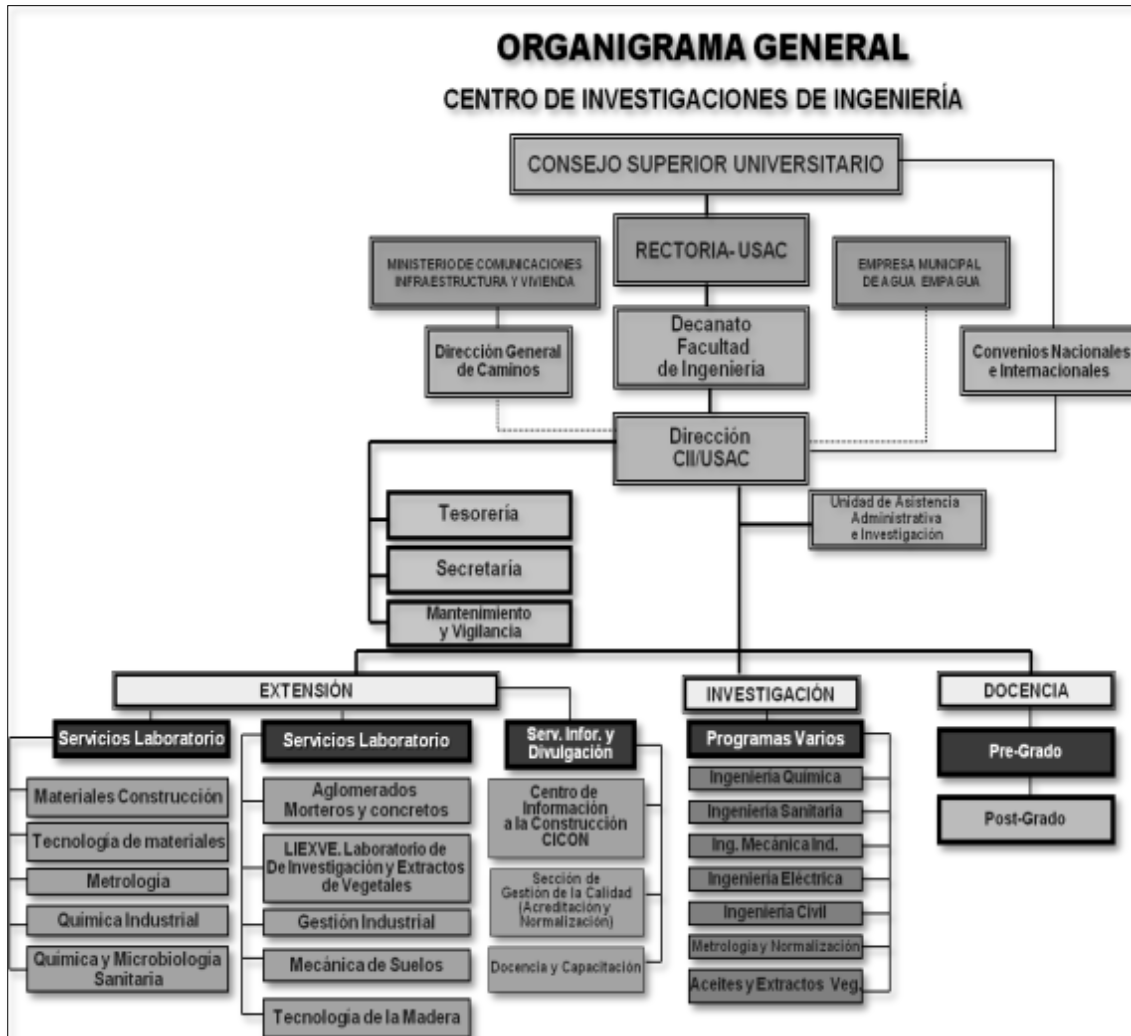 ORGANIGRAMA GENERAL
CENTRO DE INVESTIGACIONES DE INGENIERÍA
CONSEJO SUPERIOR UNIVERSITARIO
RECTORIA- USAC
MINISTERIO DE COMUNICACIONES
INFRAESTRUCTURA Y VIVIENDA
EMPRESA MUNICIPAL
DE AGUA EMPAGUA
Dirección General
de Caminos
Decanato
Facultad
de Ingeniería
Convenios Nacionales
e Internacionales
Dirección
CII/USAC
Unidad de Asistencia
Administrativa
e Investigación
Tesorería
Secretaría
Mantenimiento
y Vigilancia
EXTENSIÓN
INVESTIGACIÓN
DOCENCIA
Servicios Laboratorio
Materiales Construcción
Tecnología de materiales
Metrología
Química Industrial
Química y Microbiología
Sanitaria
Servicios Laboratorio
Aglomerados
Morteros y concretos
LIEXVE. Laboratorio de
De Investigación y Extractos
de Vegetales
Gestión Industrial
Mecánica de Suelos
Tecnología de la Madera
Serv. Infor. y
Divulgación
Centro de
Información
a la Construcción
CICON
Sección de
Gestión de la Calidad
(Acreditación y
Normalización)
Docencia y Capacitación
Programas Varios
Ingeniería Química
Ingeniería Sanitaria
Ing. Mecánica Ind.
Ingeniería Eléctrica
Ingeniería Civil
Metrología y Normalización
Aceites y Extractos Veg.
Pre-Grado
Post-Grado